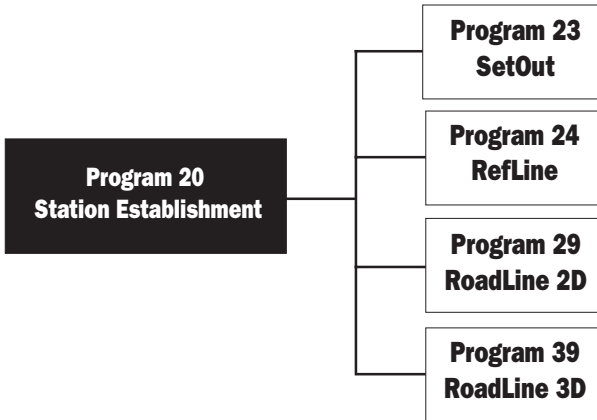 Program 23
SetOut
Program 24
RefLine
Program 20
Station Establishment
Program 29
RoadLine 2D
Program 39
RoadLine 3D